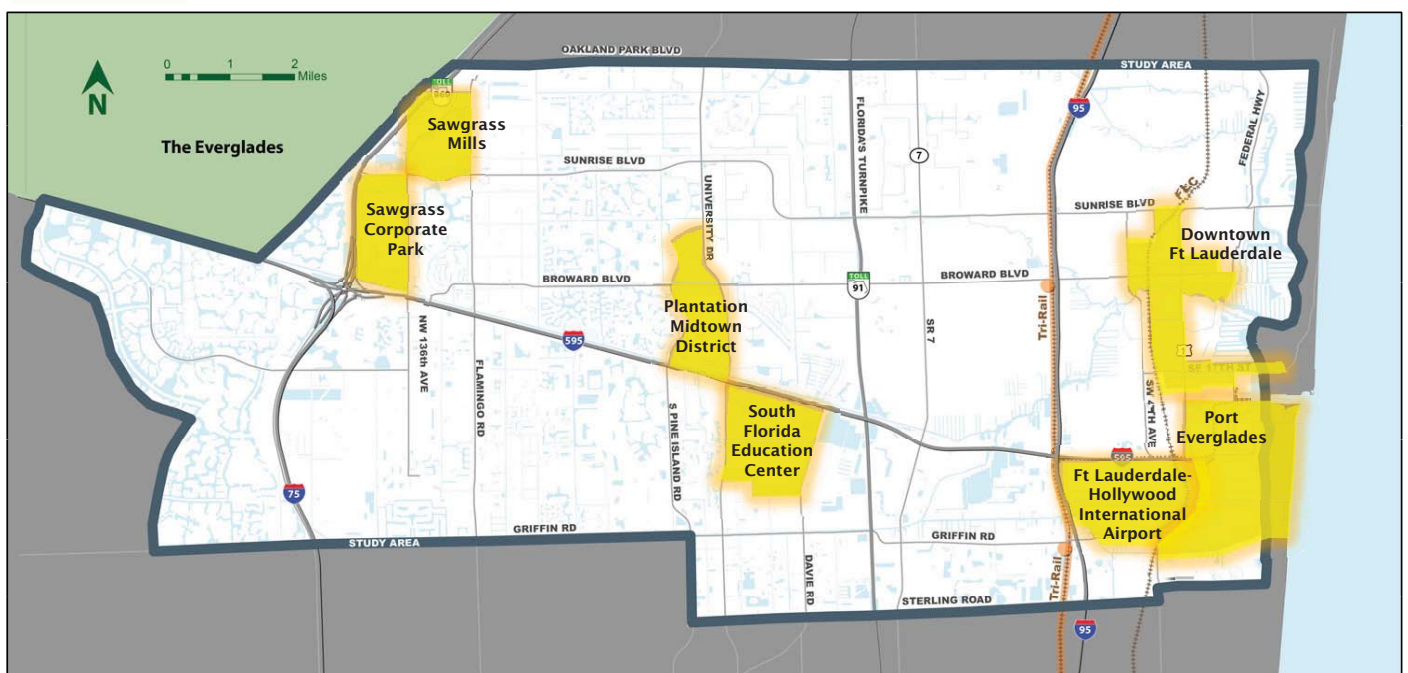 OAKLAND PARK BLVD
STUDY AREA
0 1 2
Miles
N
The Everglades
TOLL
869
Sawgrass
Mills
SUNRISE BLVD
UNIVERSITY DR
FLORIDA'S TURNPIKE
7
95
FEDERAL HWY
FEC
SUNRISE BLVD
Sawgrass
Corporate
Park
Downtown
Ft Lauderdale
BROWARD BLVD
TOLL
91
BROWARD BLVD
Tri-Rail
Plantation
Midtown
District
595
NW 136th AVE
FLAMINGO RD
SR 7
1
SE 17TH ST
SW 4TH AVE
S PINE ISLAND RD
South
Florida
Education
Center
Port
Everglades
595
75
Ft Lauderdale-
Hollywood
International
Airport
GRIFFIN RD
STUDY AREA
GRIFFIN RD
DAVIE RD
Tri-Rail
STERLING ROAD
95